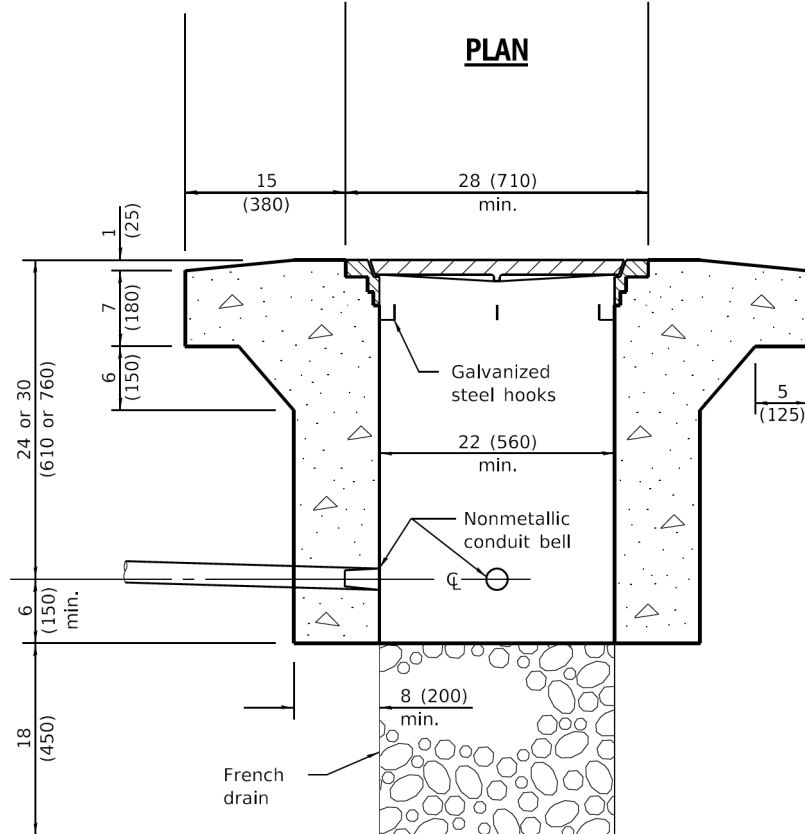 PLAN
15
(380)
28 (710)
min.
1
(25)
7
(180)
6
(150)
24 or 30
(610 or 760)
Galvanized
steel hooks
5
(125)
22 (560)
min.
Nonmetallic
conduit bell
℄
6
(150)
min.
8 (200)
min.
18
(450)
French
drain